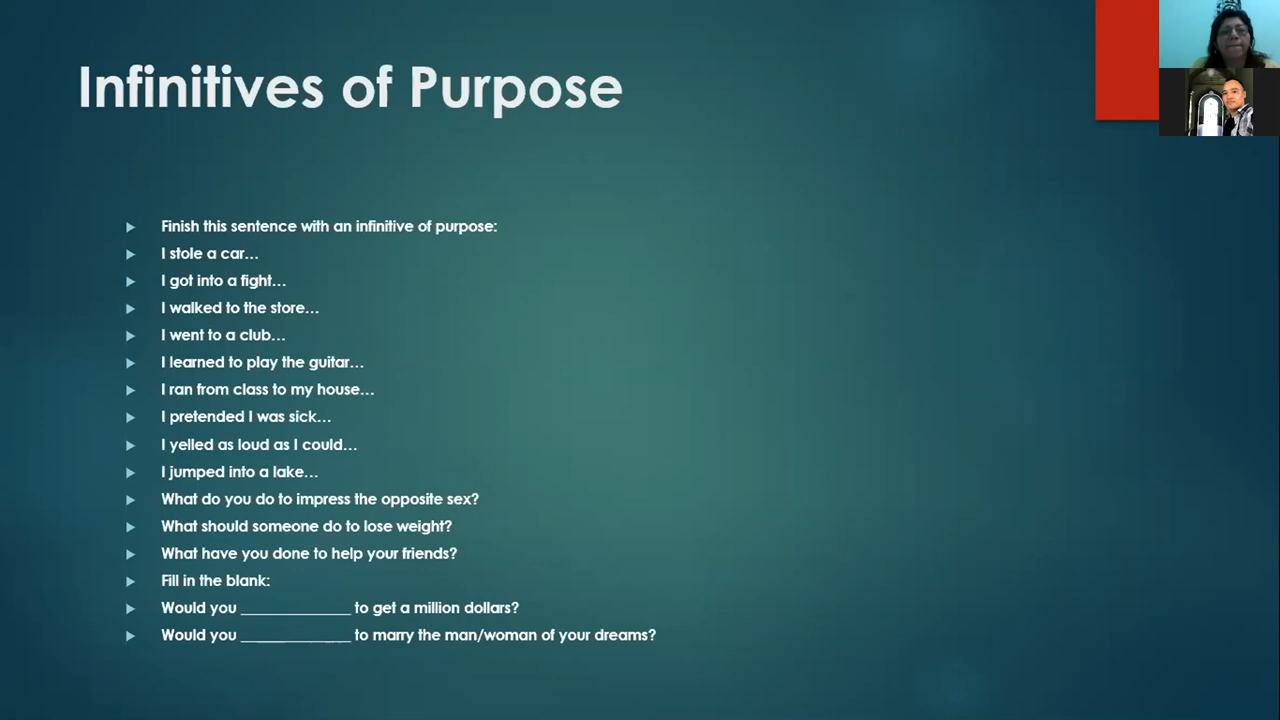 Infinitives of Purpose
Finish this sentence with an infinitive of purpose:
I stole a car…
I got into a fight…
I walked to the store…
I went to a club…
I learned to play the guitar…
I ran from class to my house…
I pretended I was sick…
I yelled as loud as I could…
I jumped into a lake…
What do you do to impress the opposite sex?
What should someone do to lose weight?
What have you done to help your friends?
Fill in the blank:
Would you ______________ to get a million dollars?
Would you ______________ to marry the man/woman of your dreams?